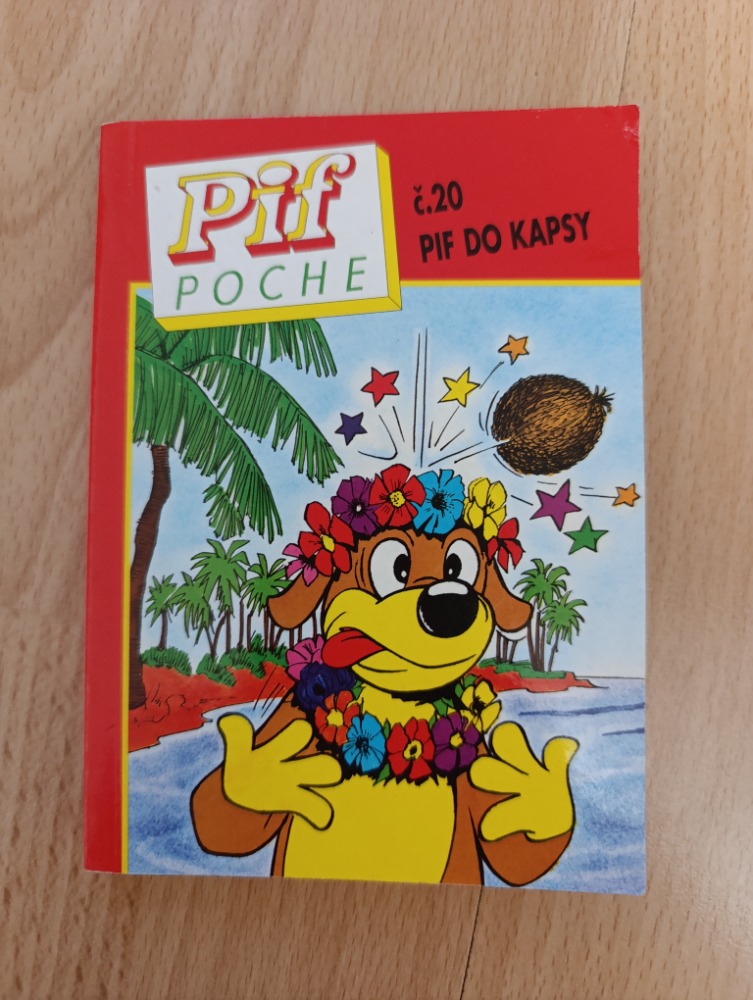 Pif
POCHE
č.20
PIF DO KAPSY